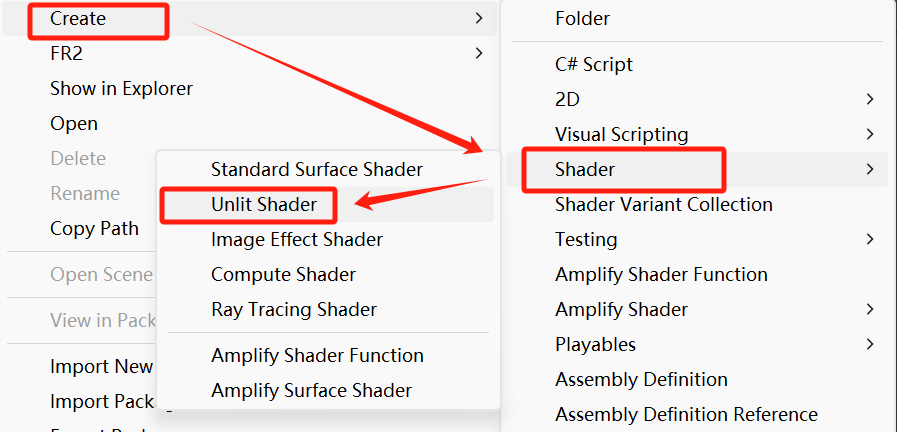 Create
FR2
Show in Explorer
Open
Delete
Rename
Copy Path
Open Scene
View in Pack
Import New
Import Packag
Standard Surface Shader
Unlit Shader
Image Effect Shader
Compute Shader
Ray Tracing Shader
Amplify Shader Function
Amplify Surface Shader
Folder
C# Script
2D
Visual Scripting
Shader
Shader Variant Collection
Testing
Amplify Shader Function
Amplify Shader
Playables
Assembly Definition
Assembly Definition Reference